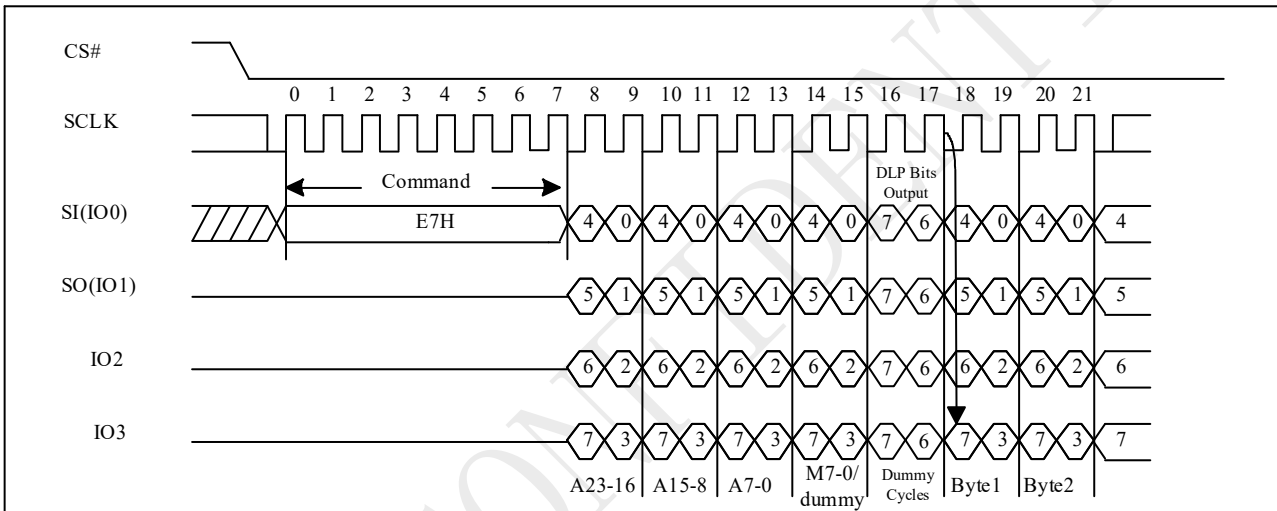 CS#
0 1 2 3 4 5 6 7 8 9 10 11 12 13 14 15 16 17 18 19 20 21
SCLK
Command
DLP Bits
Output
SI(IO0)
E7H
4 0 4 0 4 0 4 0 7 6 4 0 4 0 4
SO(IO1)
5 1 5 1 5 1 5 1 7 6 5 1 5 1 5
IO2
6 2 6 2 6 2 6 2 7 6 6 2 6 2 6
IO3
7 3 7 3 7 3 7 3 7 6 7 3 7 3 7
A23-16 A15-8 A7-0 M7-0/
dummy
Dummy
Cycles
Byte1 Byte2